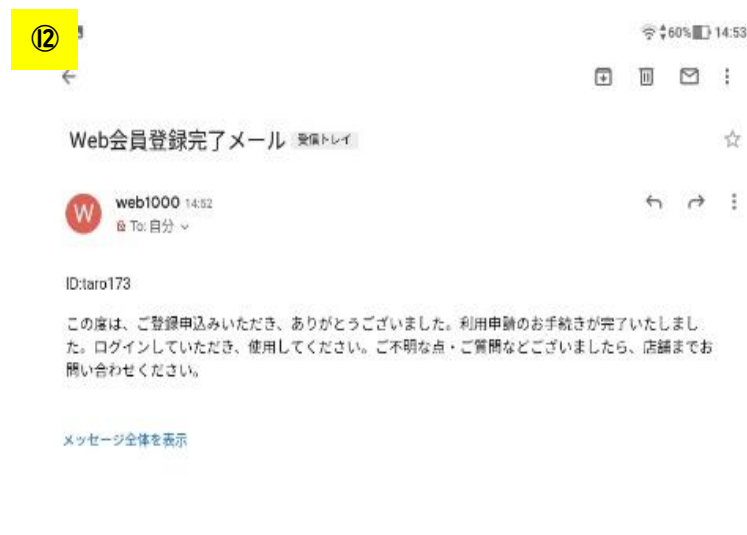 ⑫
60% 14:53
Web会員登録完了メール 受信トレイ
W
web1000 14:52
To: 自分
ID:taro173
この度は、ご登録申込みいただき、ありがとうございました。利用申請のお手続きが完了いたしまし
た。ログインしていただき、使用してください。ご不明な点・ご質問などございましたら、店舗までお
問い合わせください。
メッセージ全体を表示